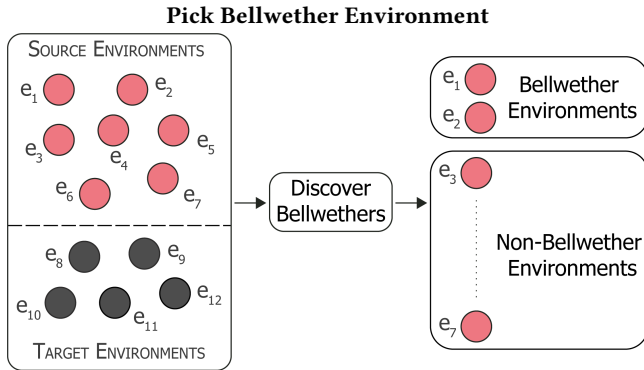 Pick Bellwether Environment
SOURCE ENVIRONMENTS
e1
e2
e3
e4
e5
e6
e7
e8
e9
e10
e11
e12
TARGET ENVIRONMENTS
Discover
Bellwethers
e1
e2
Bellwether
Environments
e3
Non-Bellwether
Environments
e7